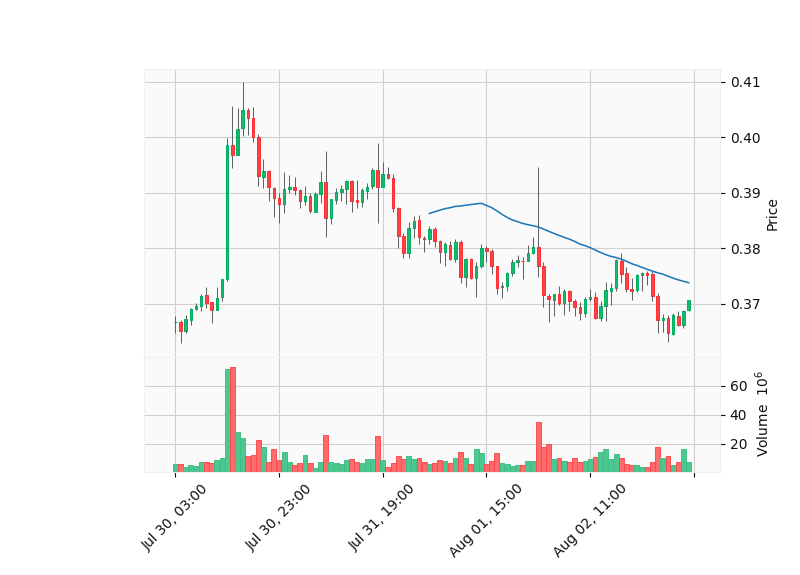 0.41
0.40
0.39
0.38
0.37
Price
60
40
20
Volume 10^6
Jul 30, 03:00
Jul 30, 23:00
Jul 31, 19:00
Aug 01, 15:00
Aug 02, 11:00